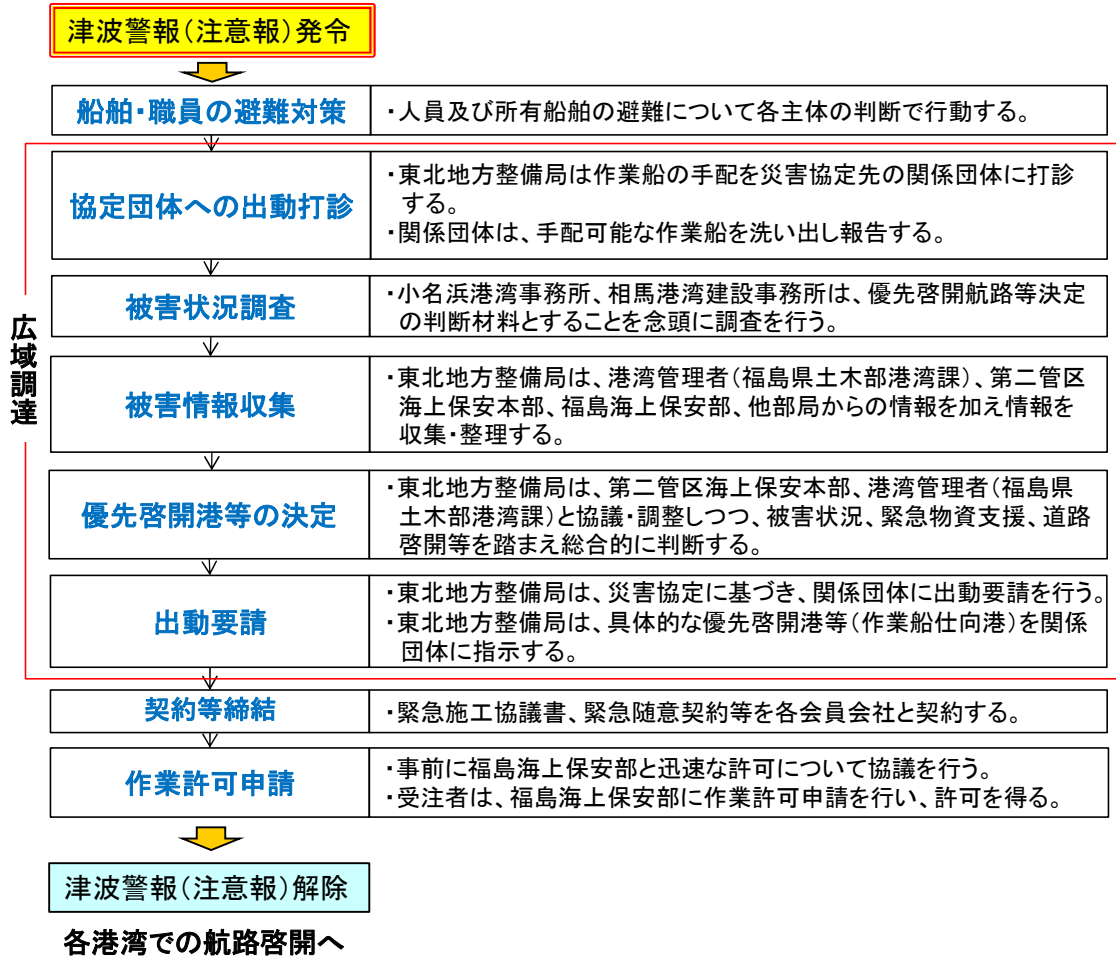 津波警報（注意報）発令
船舶・職員の避難対策
・人員及び所有船舶の避難について各主体の判断で行動する。
広域調達
協定団体への出動打診
・東北地方整備局は作業船の手配を災害協定先の関係団体に打診
する。
・関係団体は、手配可能な作業船を洗い出し報告する。
被害状況調査
・小名浜港湾事務所、相馬港湾建設事務所は、優先啓開航路等決定
の判断材料とすることを念頭に調査を行う。
被害情報収集
・東北地方整備局は、港湾管理者（福島県土木部港湾課）、第二管区
海上保安本部、福島海上保安部、他部局からの情報を加え情報を
収集・整理する。
優先啓開港等の決定
・東北地方整備局は、第二管区海上保安本部、港湾管理者（福島県
土木部港湾課）と協議・調整しつつ、被害状況、緊急物資支援、道路
啓開等を踏まえ総合的に判断する。
出動要請
・東北地方整備局は、災害協定に基づき、関係団体に出動要請を行う。
・東北地方整備局は、具体的な優先啓開港等（作業船仕向港）を関係
団体に指示する。
契約等締結
・緊急施工協議書、緊急随意契約等を各会員会社と契約する。
作業許可申請
・事前に福島海上保安部と迅速な許可について協議を行う。
・受注者は、福島海上保安部に作業許可申請を行い、許可を得る。
津波警報（注意報）解除
各港湾での航路啓開へ